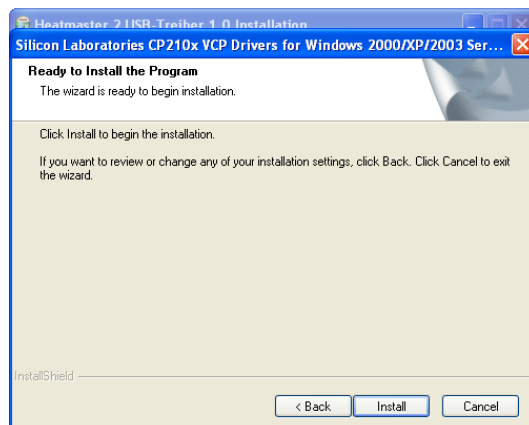 Heatmaster 2 USB-Treiber 1.0 Installation
Silicon Laboratories CP210x VCP Drivers for Windows 2000/XP/2003 Ser...
Ready to Install the Program
The wizard is ready to begin installation.
Click Install to begin the installation.
If you want to review or change any of your installation settings, click Back. Click Cancel to exit
the wizard.
InstallShield
< Back Install Cancel